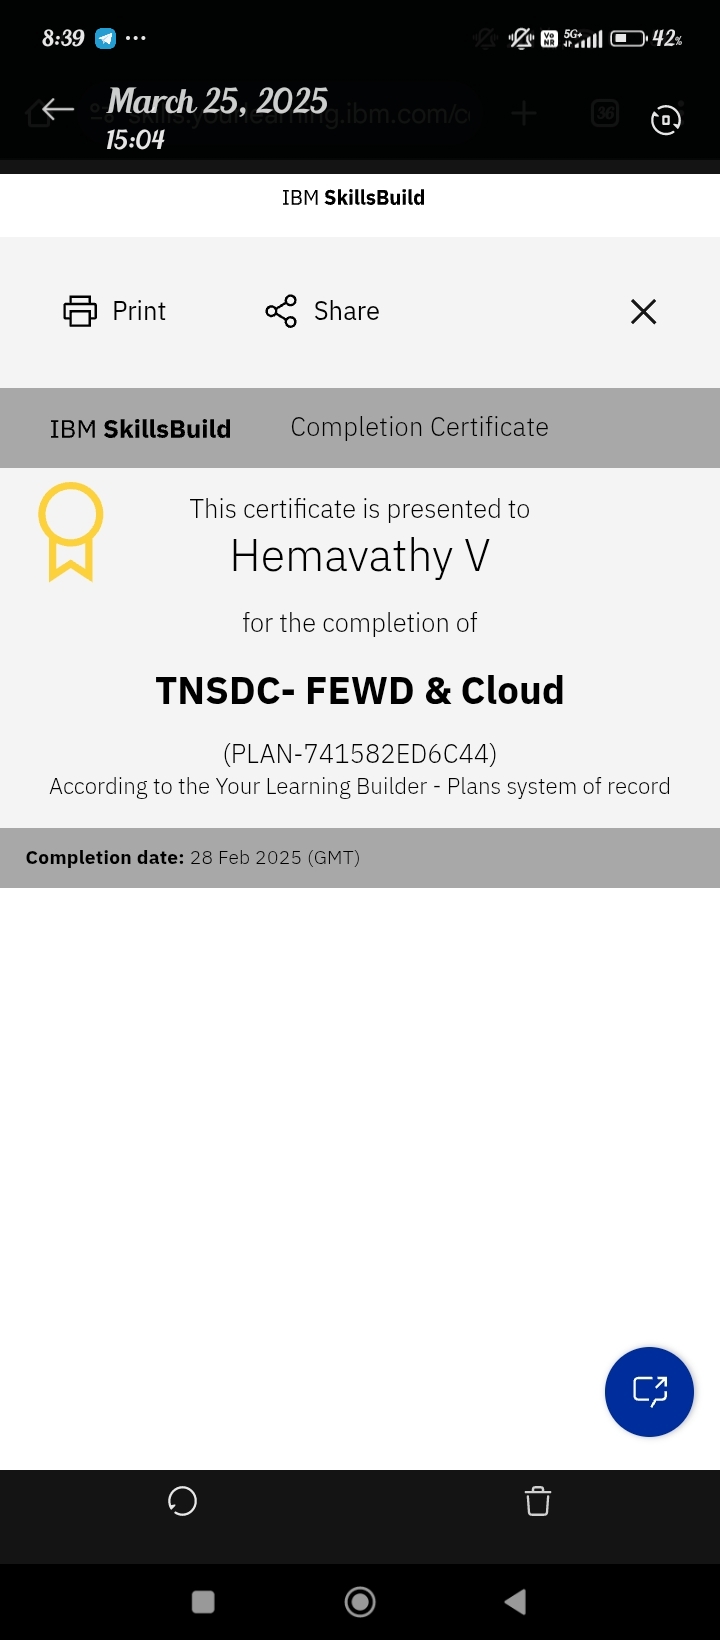 8:39
5G+
42%
March 25, 2025
skills.yourlearning.ibm.com/c
36
15:04
IBM SkillsBuild
Print
Share
IBM SkillsBuild
Completion Certificate
This certificate is presented to
Hemavathy V
for the completion of
TNSDC- FEWD & Cloud
(PLAN-741582ED6C44)
According to the Your Learning Builder - Plans system of record
Completion date: 28 Feb 2025 (GMT)